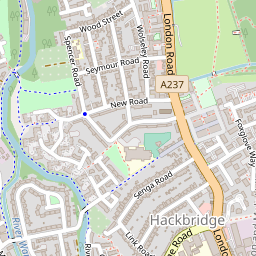 Wood Street
Wolseley Road
London Road
Spencer Road
Seymour Road
A237
New Road
Foxglove Way
Senga Road
Hackbridge
River
Link Road
Road
London